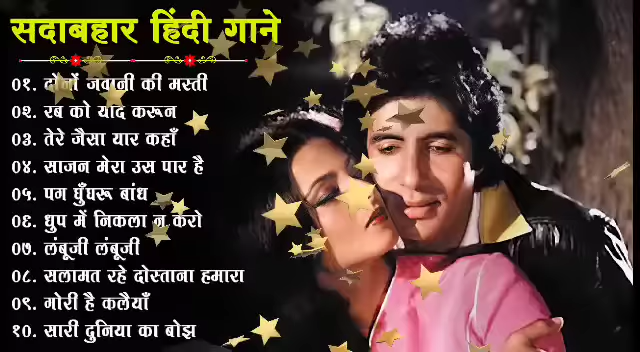 सदाबहार हिंदी गाने
०१. दोनों जवानी की मस्ती
०२. रब को याद करून
०३. तेरे जैसा यार कहाँ
०४. साजन मेरा उस पार है
०५. पग घुँघरू बांध
०६. धुप में निकला न करो
०७. लंबूजी लंबूजी
०८. सलामत रहे दोस्ताना हमारा
०९. गोरी है कलैयाँ
१०. सारी दुनिया का बोझ